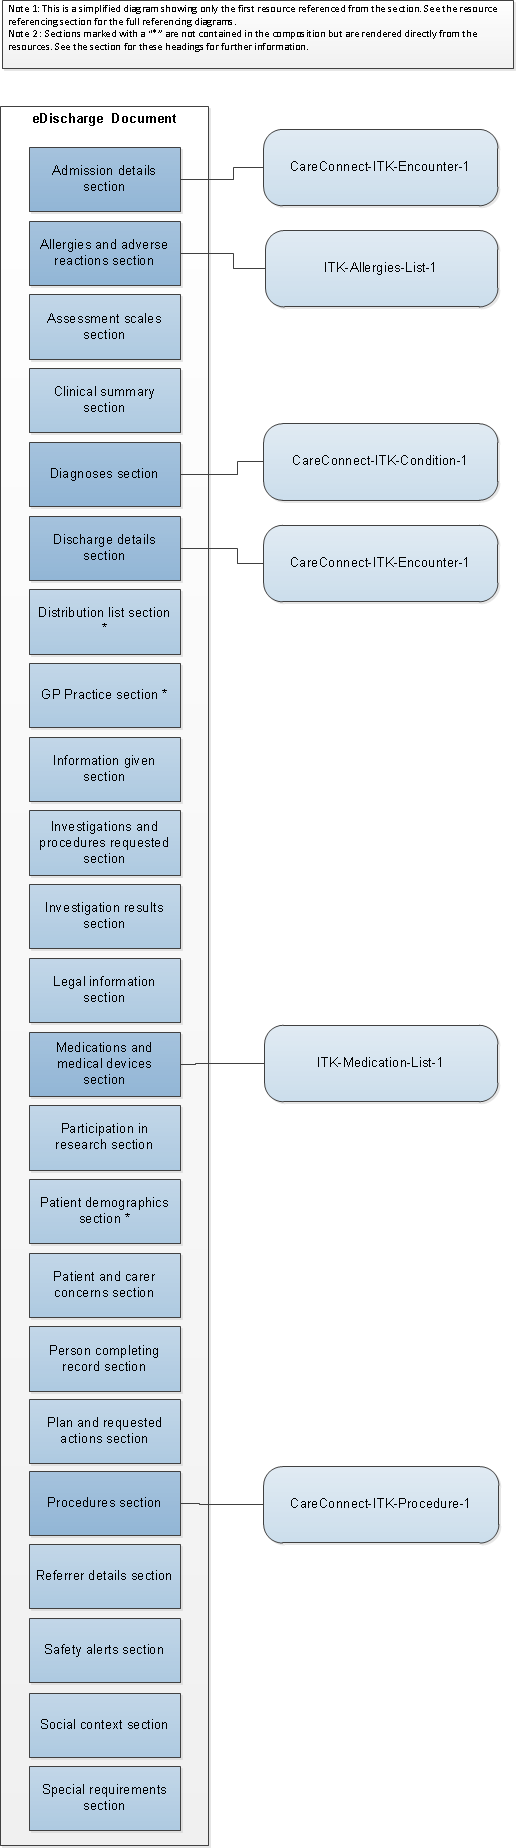 Note 1: This is a simplified diagram showing only the first resource referenced from the section. See the resource
referencing section for the full referencing diagrams.
Note 2: Sections marked with a "*" are not contained in the composition but are rendered directly from the
resources. See the section for these headings for further information.
eDischarge Document
Admission details
section
CareConnect-ITK-Encounter-1
Allergies and adverse
reactions section
ITK-Allergies-List-1
Assessment scales
section
Clinical summary
section
Diagnoses section
CareConnect-ITK-Condition-1
Discharge details
section
CareConnect-ITK-Encounter-1
Distribution list section
*
GP Practice section *
Information given
section
Investigations and
procedures requested
section
Investigation results
section
Legal information
section
Medications and
medical devices
section
ITK-Medication-List-1
Participation in
research section
Patient demographics
section *
Patient and carer
concerns section
Person completing
record section
Plan and requested
actions section
Procedures section
CareConnect-ITK-Procedure-1
Referrer details section
Safety alerts section
Social context section
Special requirements
section